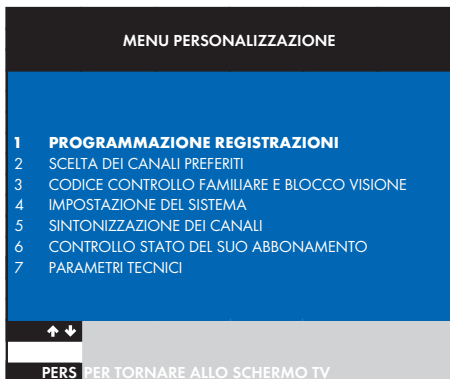 MENU PERSONALIZZAZIONE
1 PROGRAMMAZIONE REGISTRAZIONI
2 SCELTA DEI CANALI PREFERITI
3 CODICE CONTROLLO FAMILIARE E BLOCCO VISIONE
4 IMPOSTAZIONE DEL SISTEMA
5 SINTONIZZAZIONE DEI CANALI
6 CONTROLLO STATO DEL SUO ABBONAMENTO
7 PARAMETRI TECNICI
PERS PER TORNARE ALLO SCHERMO TV